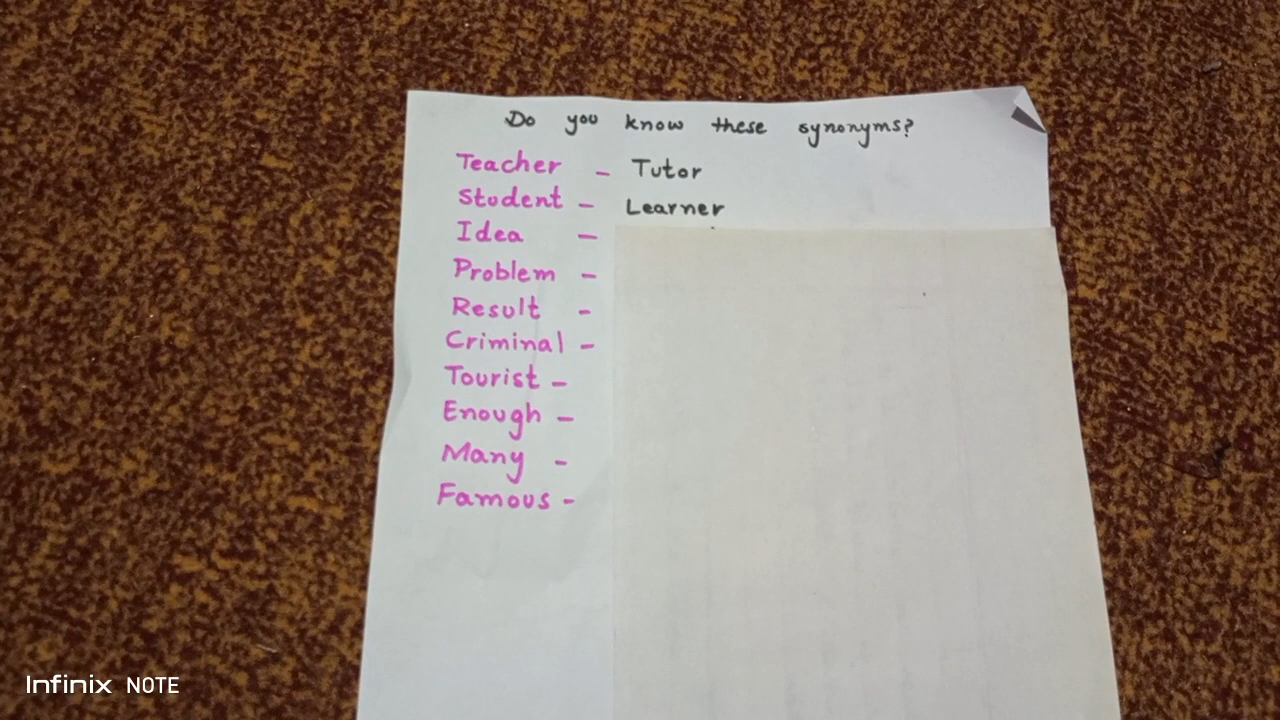 Do you know these synonyms?
Teacher - Tutor
Student - Learner
Idea -
Problem -
Result -
Criminal -
Tourist -
Enough -
Many -
Famous -
Infinix NOTE